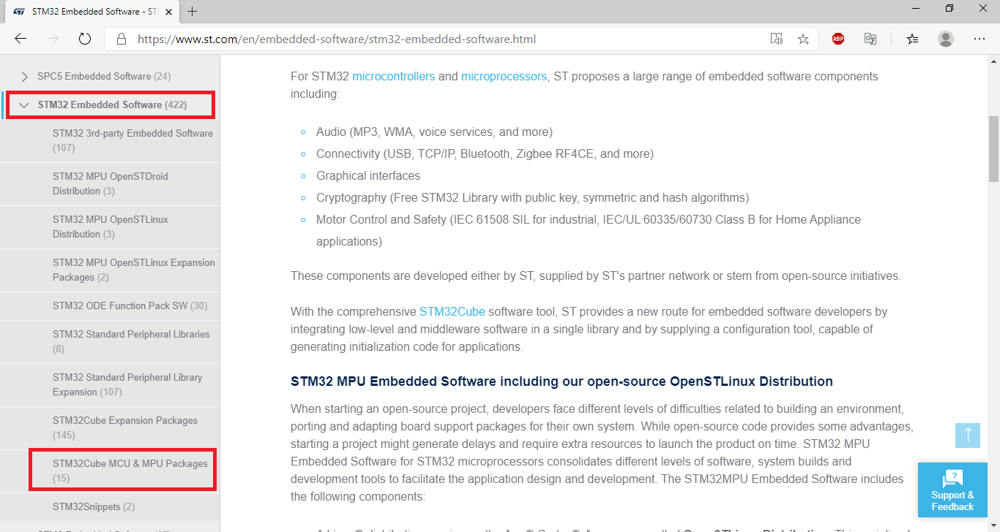 STM32 Embedded Software - ST
https://www.st.com/en/embedded-software/stm32-embedded-software.html
ABP
SPC5 Embedded Software (24)
STM32 Embedded Software (422)
STM32 3rd-party Embedded Software
(107)
STM32 MPU OpenSTDroid
Distribution (3)
STM32 MPU OpenSTLinux
Distribution (3)
STM32 MPU OpenSTLinux Expansion
Packages (2)
STM32 ODE Function Pack SW (30)
STM32 Standard Peripheral Libraries
(8)
STM32 Standard Peripheral Library
Expansion (107)
STM32Cube Expansion Packages
(145)
STM32Cube MCU & MPU Packages
(15)
STM32Snippets (2)
For STM32 microcontrollers and microprocessors, ST proposes a large range of embedded software components
including:
Audio (MP3, WMA, voice services, and more)
Connectivity (USB, TCP/IP, Bluetooth, Zigbee RF4CE, and more)
Graphical interfaces
Cryptography (Free STM32 Library with public key, symmetric and hash algorithms)
Motor Control and Safety (IEC 61508 SIL for industrial, IEC/UL 60335/60730 Class B for Home Appliance
applications)
These components are developed either by ST, supplied by ST's partner network or stem from open-source initiatives.
With the comprehensive STM32Cube software tool, ST provides a new route for embedded software developers by
integrating low-level and middleware software in a single library and by supplying a configuration tool, capable of
generating initialization code for applications.
STM32 MPU Embedded Software including our open-source OpenSTLinux Distribution
When starting an open-source project, developers face different levels of difficulties related to building an environment,
porting and adapting board support packages for their own system. While open-source code provides some advantages,
starting a project might generate delays and require extra resources to launch the product on time. STM32 MPU
Embedded Software for STM32 microprocessors consolidates different levels of software, system builds and
development tools to facilitate the application design and development. The STM32MPU Embedded Software includes
the following components:
Support &
Feedback